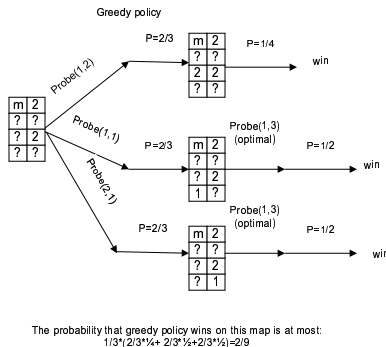 Greedy policy
P=2/3
P=1/4
win
m 2
? ?
2 2
? ?
Probe(1,2)
m 2
? ?
? 2
? ?
Probe(1,1)
P=2/3
m 2
? ?
? 2
1 ?
Probe(1,3)
(optimal)
P=1/2
win
Probe(2,1)
P=2/3
m 2
? ?
? 2
? 1
Probe(1,3)
(optimal)
P=1/2
win
The probability that greedy policy wins on this map is at most:
1/3*(2/3*¼+ 2/3*½+2/3*½)=2/9